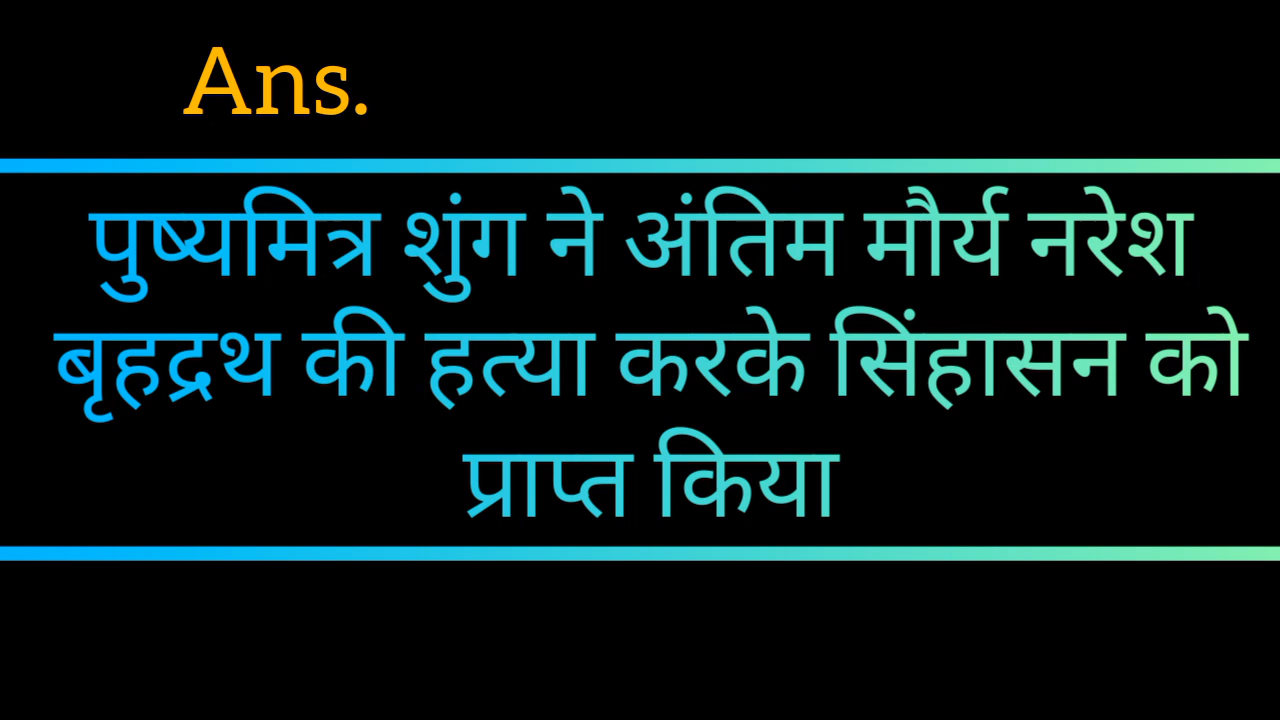 Ans.
पुष्यमित्र शुंग ने अंतिम मौर्य नरेश
बृहद्रथ की हत्या करके सिंहासन को
प्राप्त किया